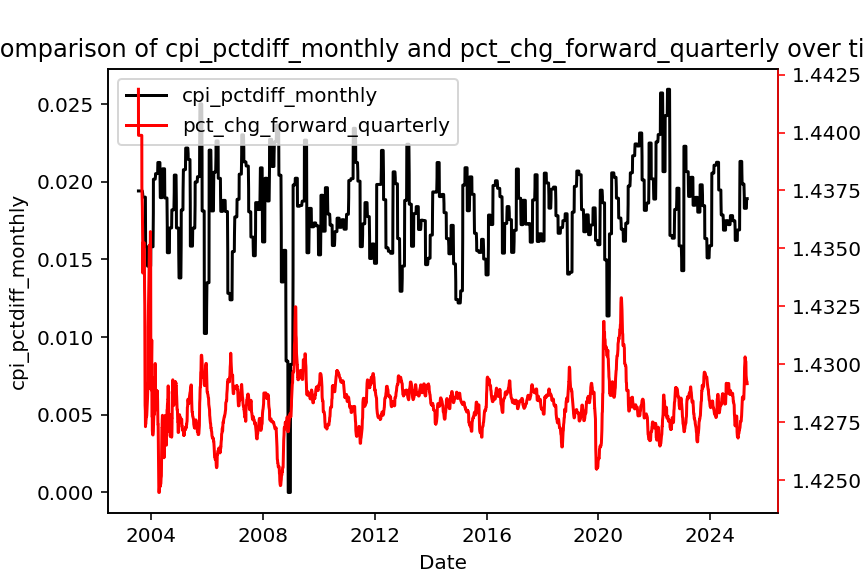 omparison of cpi_pctdiff_monthly and pct_chg_forward_quarterly over ti
cpi_pctdiff_monthly
pct_chg_forward_quarterly
cpi_pctdiff_monthly
0.025
0.020
0.015
0.010
0.005
0.000
1.4425
1.4400
1.4375
1.4350
1.4325
1.4300
1.4275
1.4250
2004 2008 2012 2016 2020 2024
Date